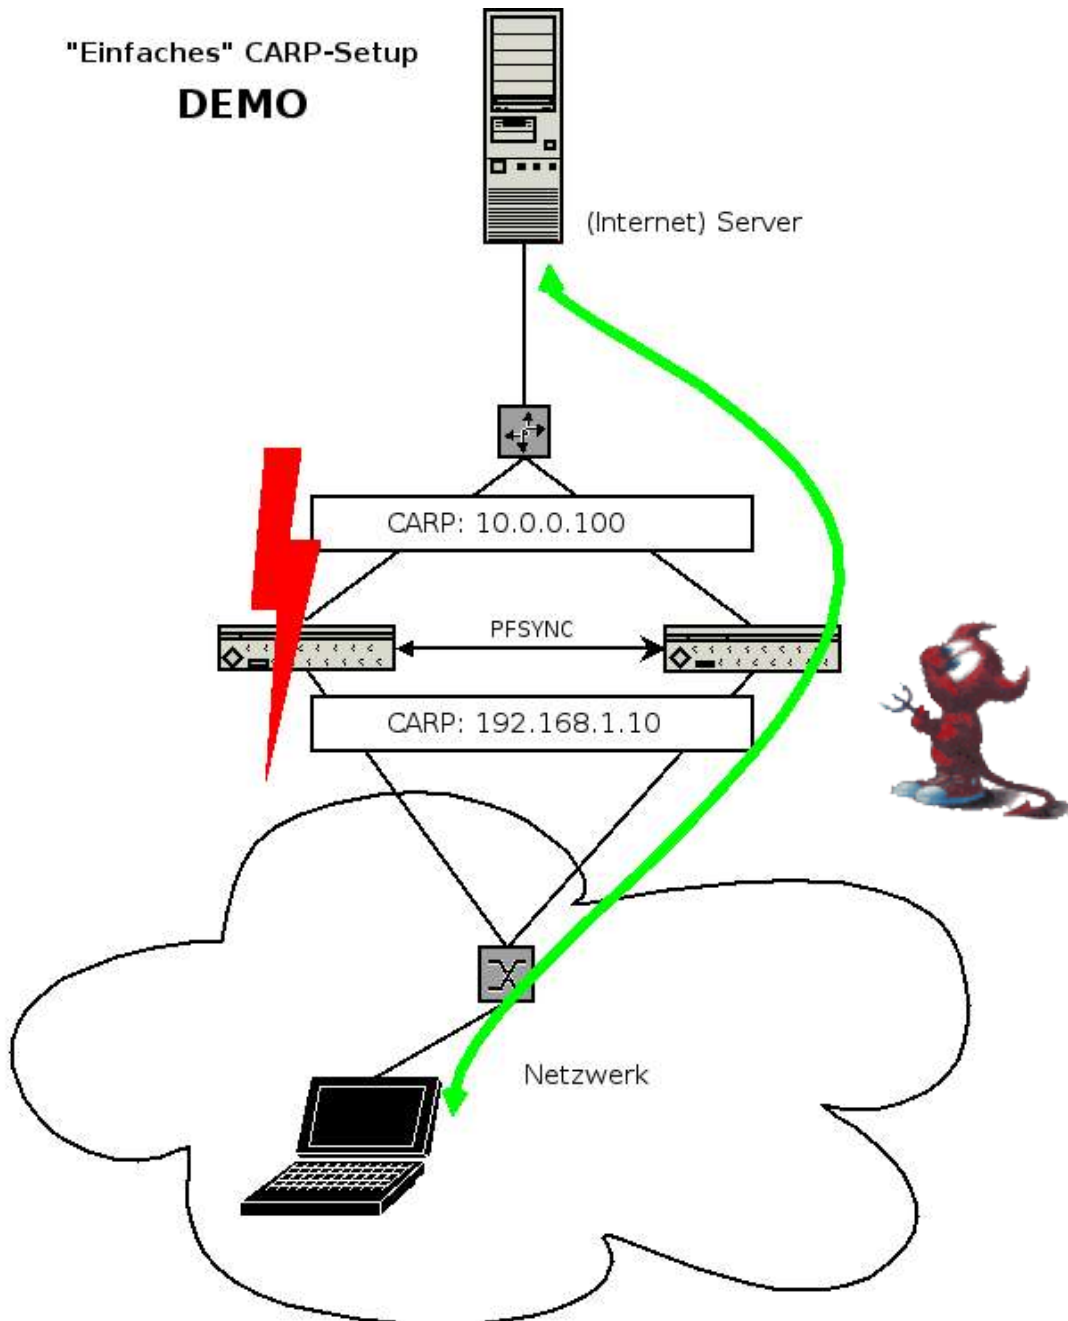 "Einfaches" CARP-Setup
DEMO
(Internet) Server
CARP: 10.0.0.100
PFSYNC
CARP: 192.168.1.10
Netzwerk